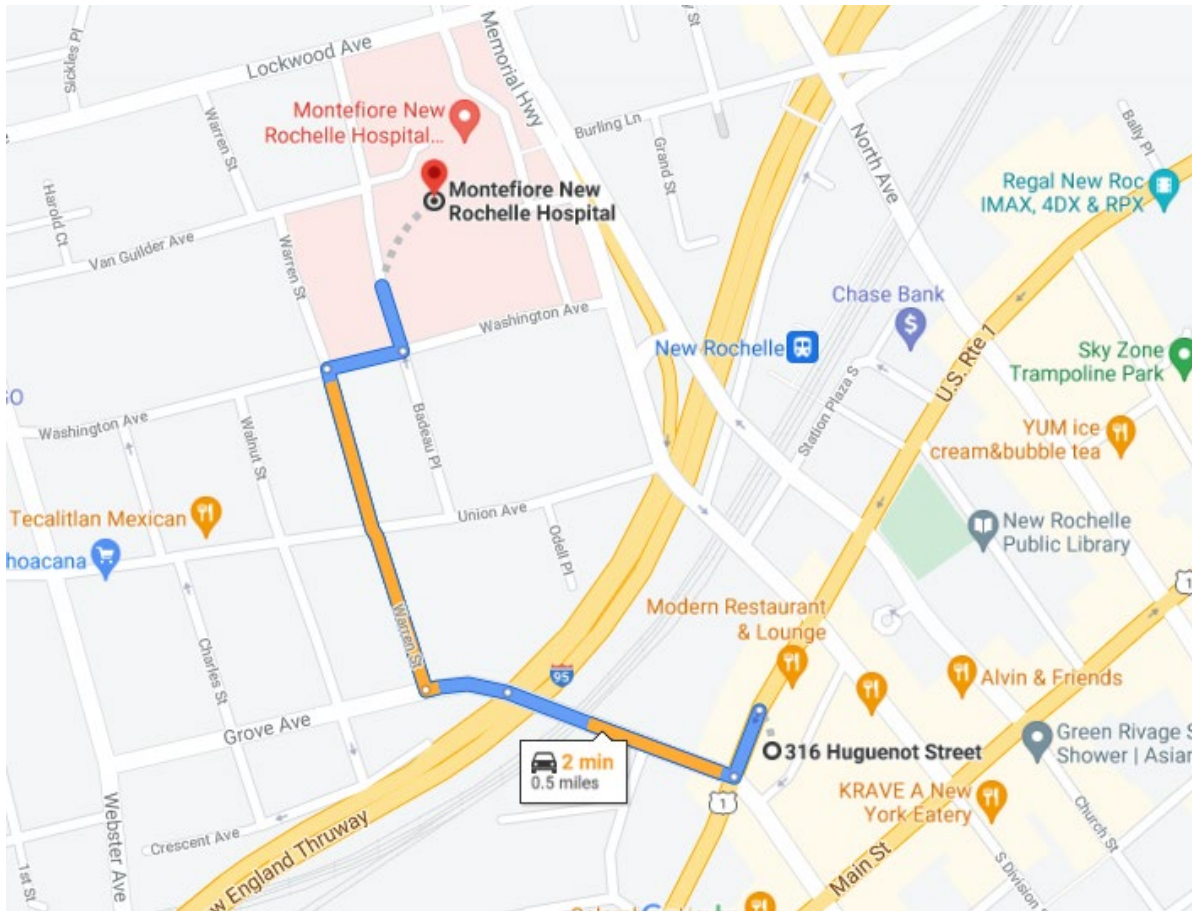 Sickles Pl
Lockwood Ave
Memorial Hwy
Montefiore New
Rochelle Hospital...
Warren St
Burling Ln
Grand St
North Ave
Bally Pl
Regal New Roc
IMAX, 4DX & RPX
Montefiore New
Rochelle Hospital
Harold Ct
Van Guilder Ave
Warren St
Washington Ave
Chase Bank
$
New Rochelle
U.S. Rte 1
Sky Zone
Trampoline Park
Station Plaza S
Washington Ave
Walnut St
Badeau Pl
YUM ice
cream&bubble tea
Tecalitlan Mexican
Union Ave
Odell Pl
New Rochelle
Public Library
hoacana
1
Modern Restaurant
& Lounge
Warren St
Charles St
95
Alvin & Friends
Grove Ave
Green Rivage S
Shower | Asian
2 min
0.5 miles
316 Huguenot Street
1
KRAVE A New
York Eatery
Webster Ave
Crescent Ave
w England Thruway
1st St
Church St
Main St
S Division